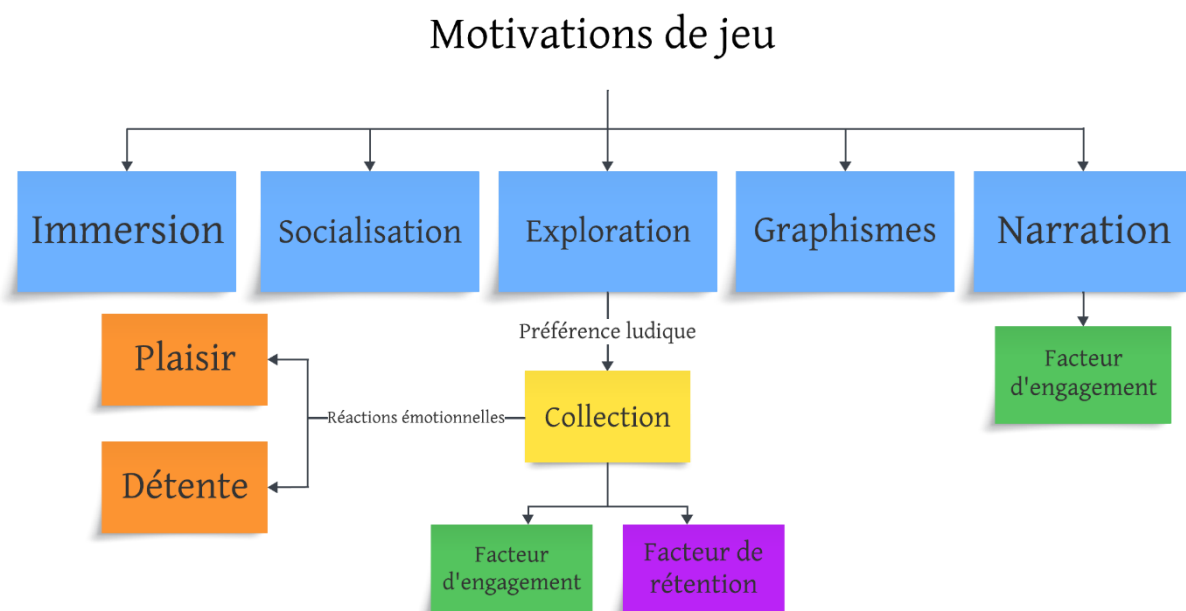 Motivations de jeu
Immersion
Socialisation
Exploration
Graphismes
Narration
Préférence ludique
Facteur
d'engagement
Plaisir
Réactions émotionnelles
Collection
Détente
Facteur
d'engagement
Facteur de
rétention